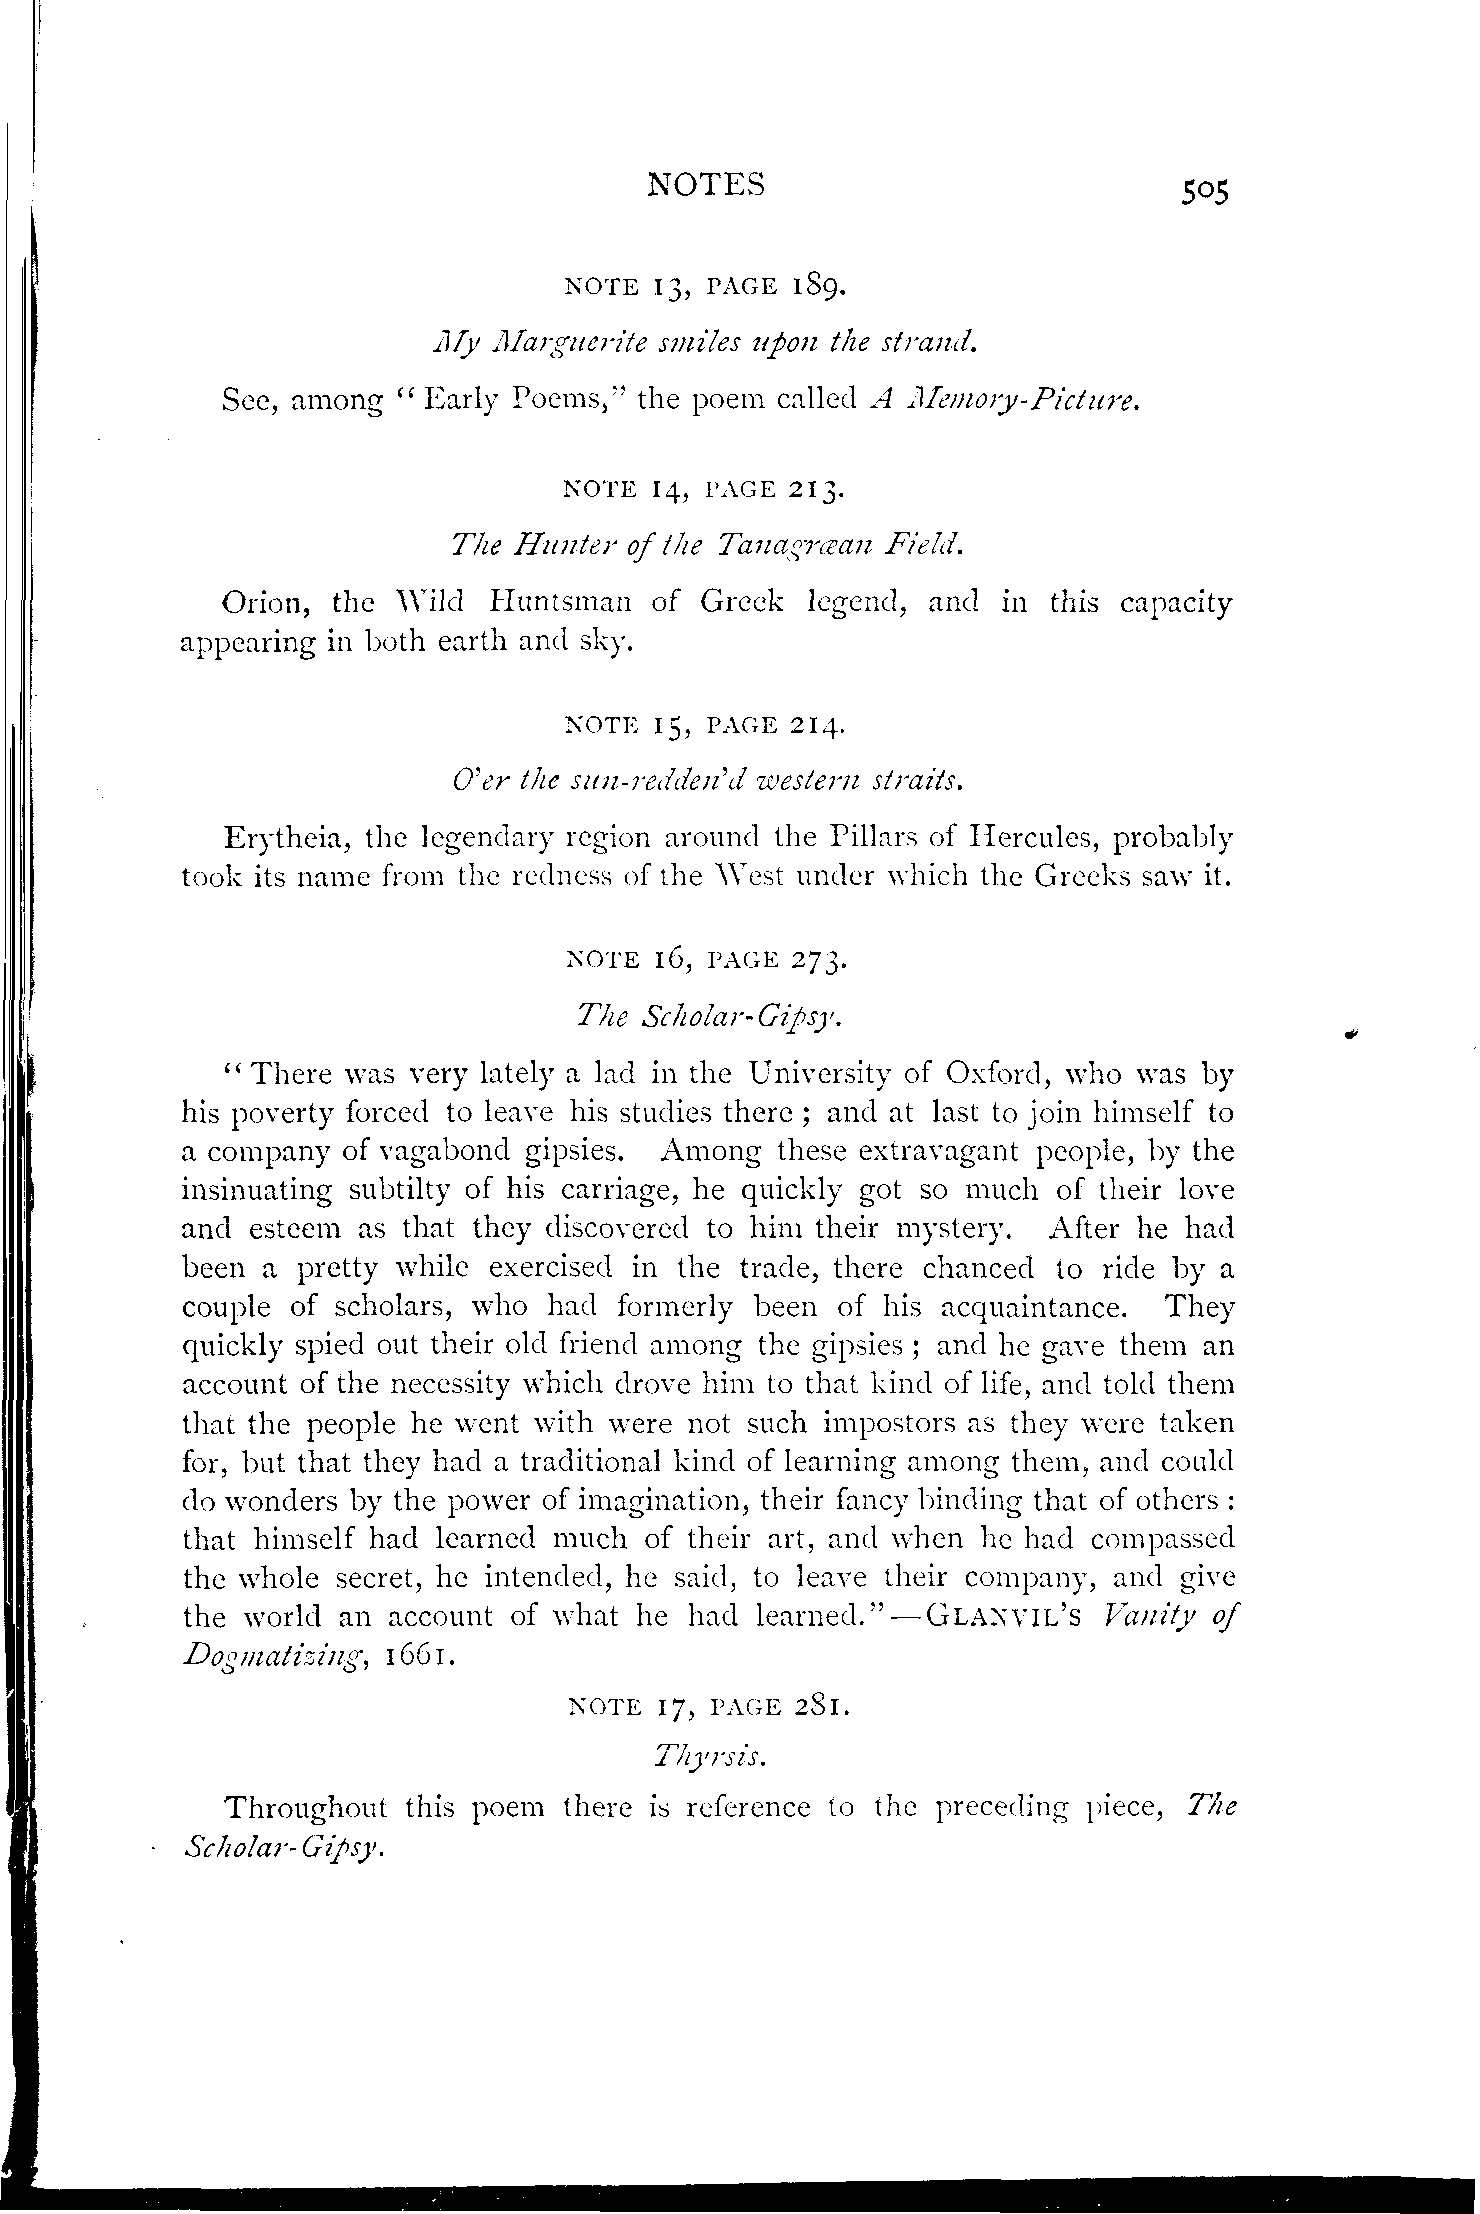 NOTES 505
NOTE 13, PAGE 189.
My Marguerite smiles upon the strand.
See, among “Early Poems,” the poem called A Memory-Picture.
NOTE 14, PAGE 213.
The Hunter of the Tanagræan Field.
Orion, the Wild Huntsman of Greek legend, and in this capacity
appearing in both earth and sky.
NOTE 15, PAGE 214.
O’er the sun-redden’d western straits.
Erytheia, the legendary region around the Pillars of Hercules, probably
took its name from the redness of the West under which the Greeks saw it.
NOTE 16, PAGE 273.
The Scholar-Gipsy.
“There was very lately a lad in the University of Oxford, who was by
his poverty forced to leave his studies there; and at last to join himself to
a company of vagabond gipsies. Among these extravagant people, by the
insinuating subtilty of his carriage, he quickly got so much of their love
and esteem as that they discovered to him their mystery. After he had
been a pretty while exercised in the trade, there chanced to ride by a
couple of scholars, who had formerly been of his acquaintance. They
quickly spied out their old friend among the gipsies; and he gave them an
account of the necessity which drove him to that kind of life, and told them
that the people he went with were not such impostors as they were taken
for, but that they had a traditional kind of learning among them, and could
do wonders by the power of imagination, their fancy binding that of others:
that himself had learned much of their art, and when he had compassed
the whole secret, he intended, he said, to leave their company, and give
the world an account of what he had learned.”—GLANVIL’S Vanity of
Dogmatizing, 1661.
NOTE 17, PAGE 281.
Thyrsis.
Throughout this poem there is reference to the preceding piece, The
Scholar-Gipsy.